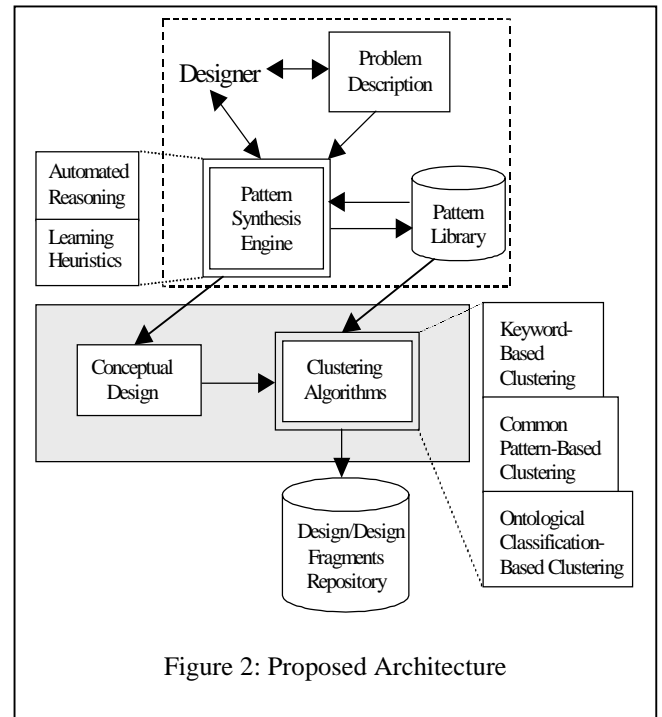 Designer
Problem
Description
Automated
Reasoning
Learning
Heuristics
Pattern
Synthesis
Engine
Pattern
Library
Conceptual
Design
Clustering
Algorithms
Keyword-
Based
Clustering
Common
Pattern-Based
Clustering
Ontological
Classification-
Based Clustering
Design/Design
Fragments
Repository
Figure 2: Proposed Architecture